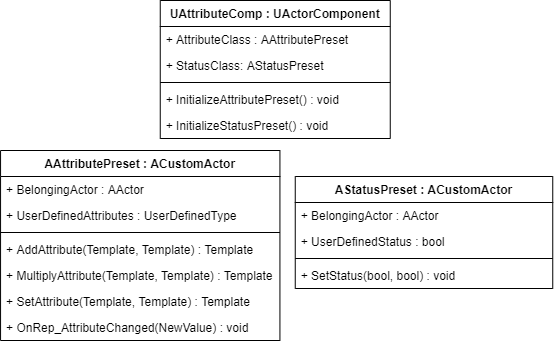 UAttributeComp : UActorComponent
+ AttributeClass : AAttributePreset
+ StatusClass: AStatusPreset
+ InitializeAttributePreset() : void
+ InitializeStatusPreset() : void
AAttributePreset : ACustomActor
+ BelongingActor : AActor
+ UserDefinedAttributes : UserDefinedType
+ AddAttribute(Template, Template) : Template
+ MultiplyAttribute(Template, Template) : Template
+ SetAttribute(Template, Template) : Template
+ OnRep_AttributeChanged(NewValue) : void
AStatusPreset : ACustomActor
+ BelongingActor : AActor
+ UserDefinedStatus : bool
+ SetStatus(bool, bool) : void